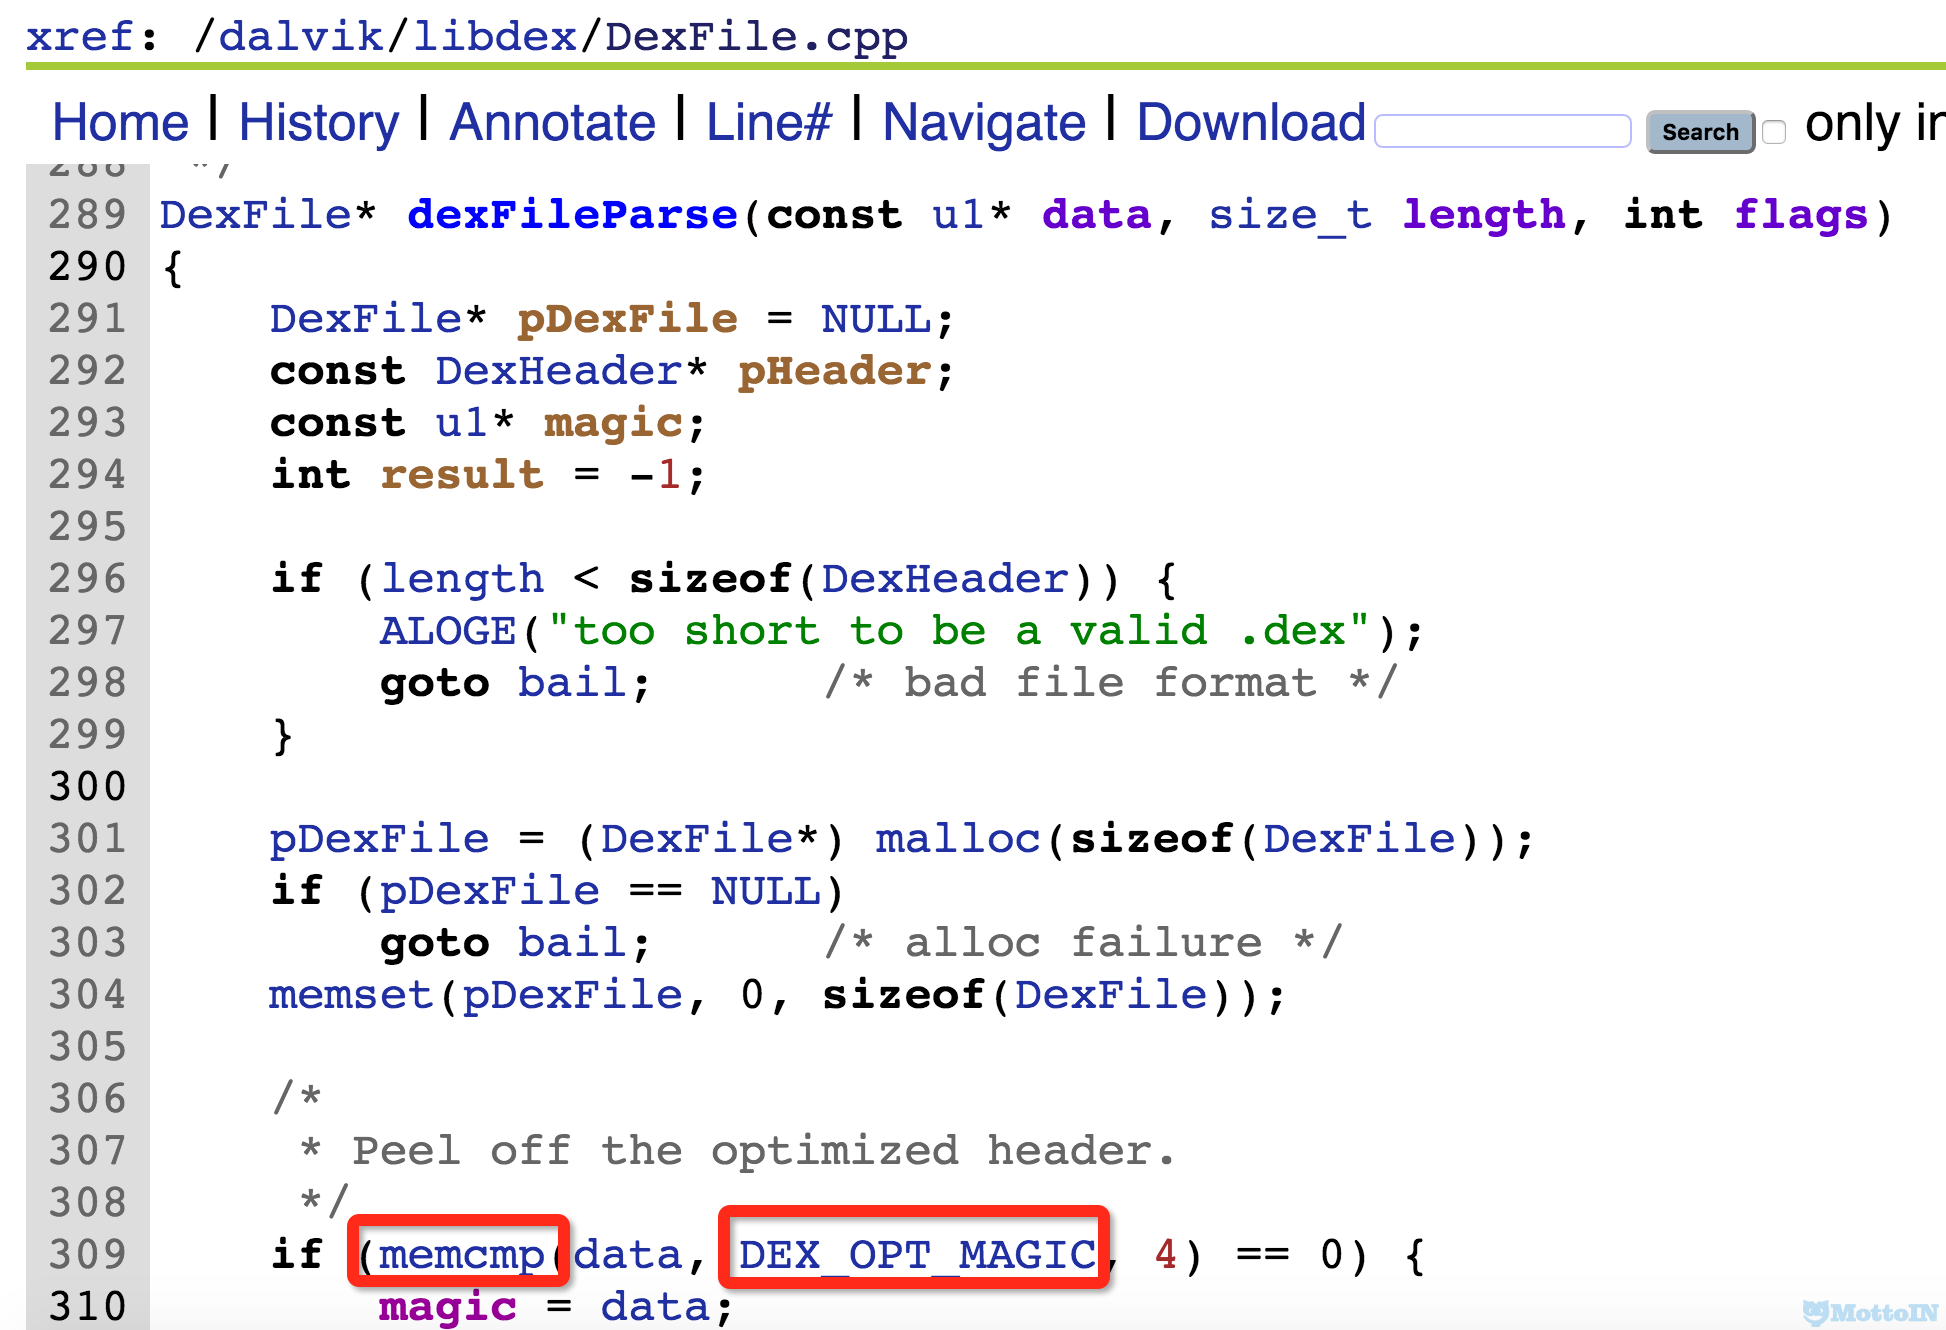 xref: /dalvik/libdex/DexFile.cpp
Home | History | Annotate | Line# | Navigate | Download Search only in
288 */
289 DexFile* dexFileParse(const u1* data, size_t length, int flags)
290 {
291     DexFile* pDexFile = NULL;
292     const DexHeader* pHeader;
293     const u1* magic;
294     int result = -1;
295
296     if (length < sizeof(DexHeader)) {
297         ALOGE("too short to be a valid .dex");
298         goto bail;      /* bad file format */
299     }
300
301     pDexFile = (DexFile*) malloc(sizeof(DexFile));
302     if (pDexFile == NULL)
303         goto bail;      /* alloc failure */
304     memset(pDexFile, 0, sizeof(DexFile));
305
306     /*
307      * Peel off the optimized header.
308      */
309     if (memcmp(data, DEX_OPT_MAGIC, 4) == 0) {
310         magic = data;
MottoIN